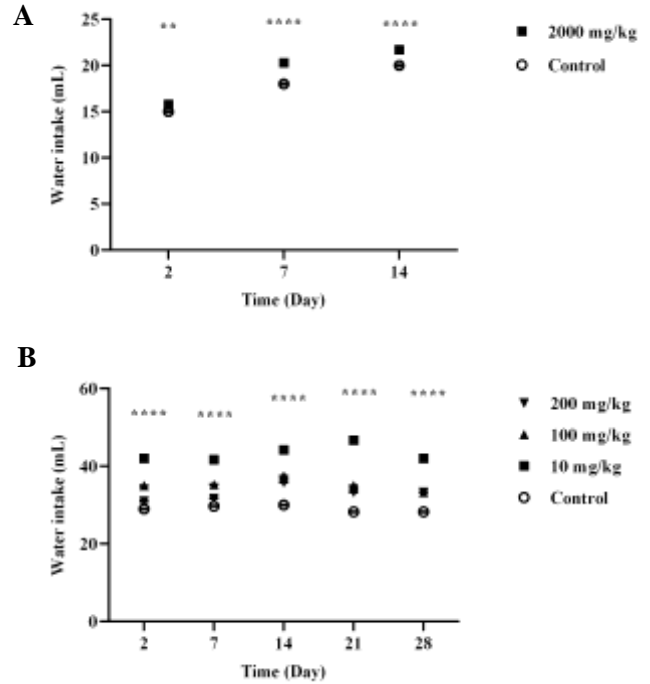 A
25
20
15
10
5
0
** **** ****
2 7 14
Water intake (mL)
Time (Day)
2000 mg/kg
Control
B
60
40
20
0
**** **** **** **** ****
2 7 14 21 28
Water intake (mL)
Time (Day)
200 mg/kg
100 mg/kg
10 mg/kg
Control